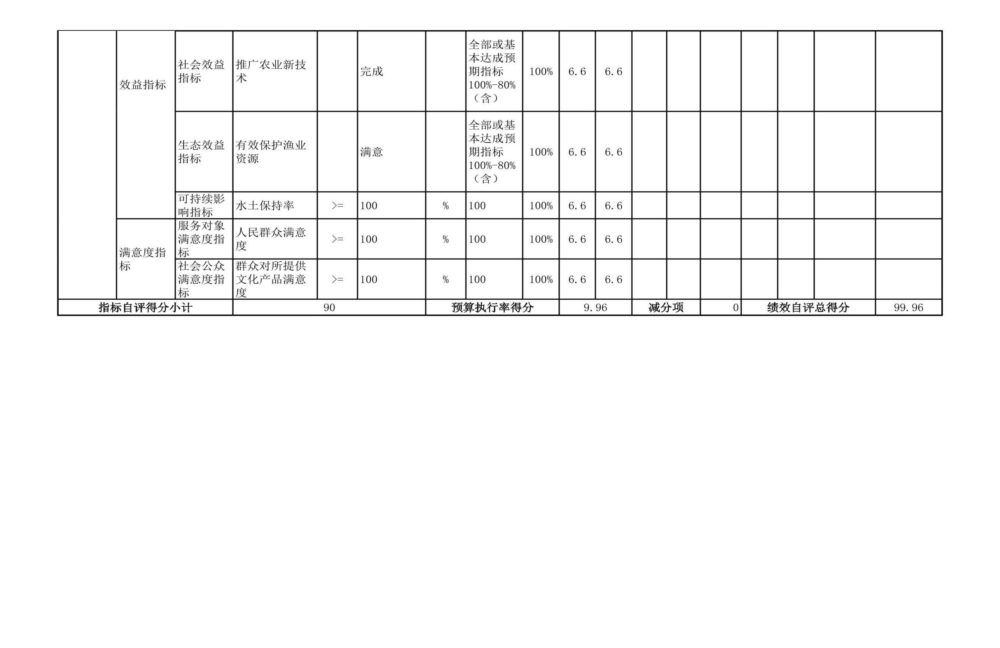 效益指标
社会效益
指标
推广农业新技
术
完成
全部或基
本达成预
期指标
100%-80%
（含）
100%
6.6
6.6
生态效益
指标
有效保护渔业
资源
满意
全部或基
本达成预
期指标
100%-80%
（含）
100%
6.6
6.6
可持续影
响指标
水土保持率
>=
100
%
100
100%
6.6
6.6
满意度指
标
服务对象
满意度指
标
人民群众满意
度
>=
100
%
100
100%
6.6
6.6
社会公众
满意度指
标
群众对所提供
文化产品满意
度
>=
100
%
100
100%
6.6
6.6
指标自评得分小计
90
预算执行率得分
9.96
减分项
0
绩效自评总得分
99.96